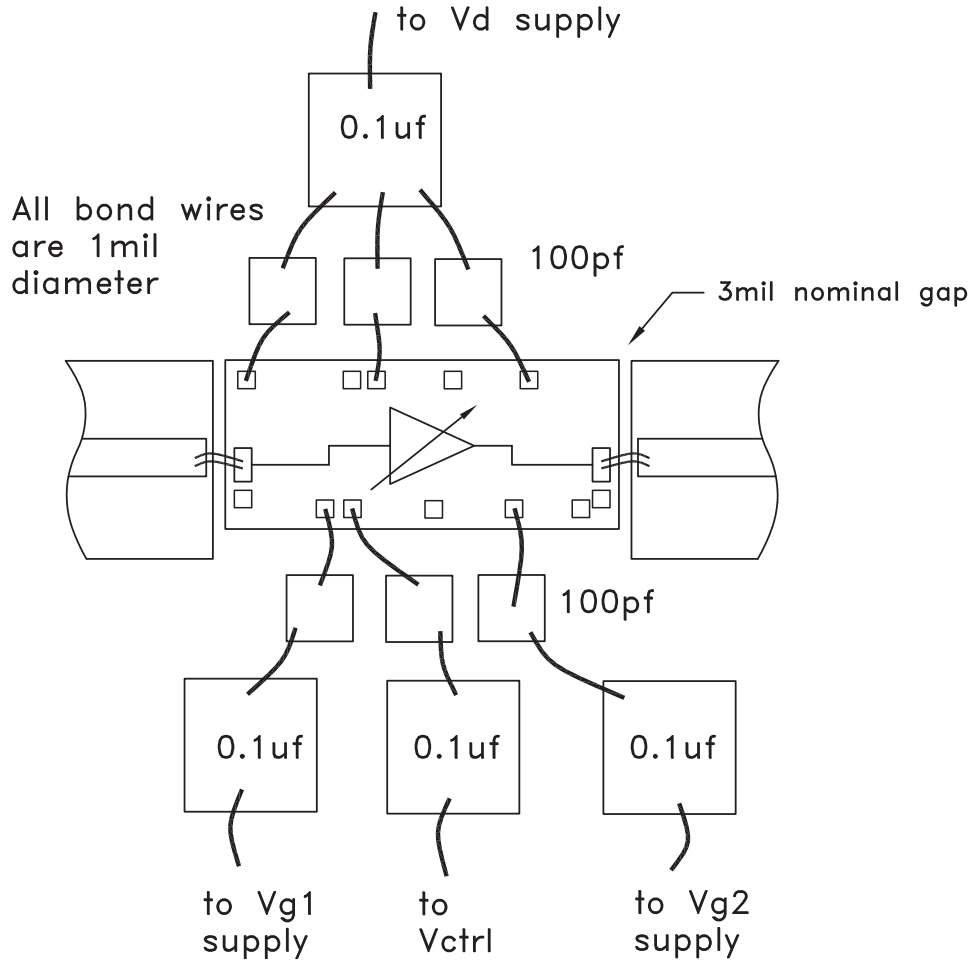 to Vd supply
0.1uf
All bond wires
are 1mil
diameter
100pf
3mil nominal gap
100pf
0.1uf
0.1uf
0.1uf
to Vg1
supply
to
Vctrl
to Vg2
supply